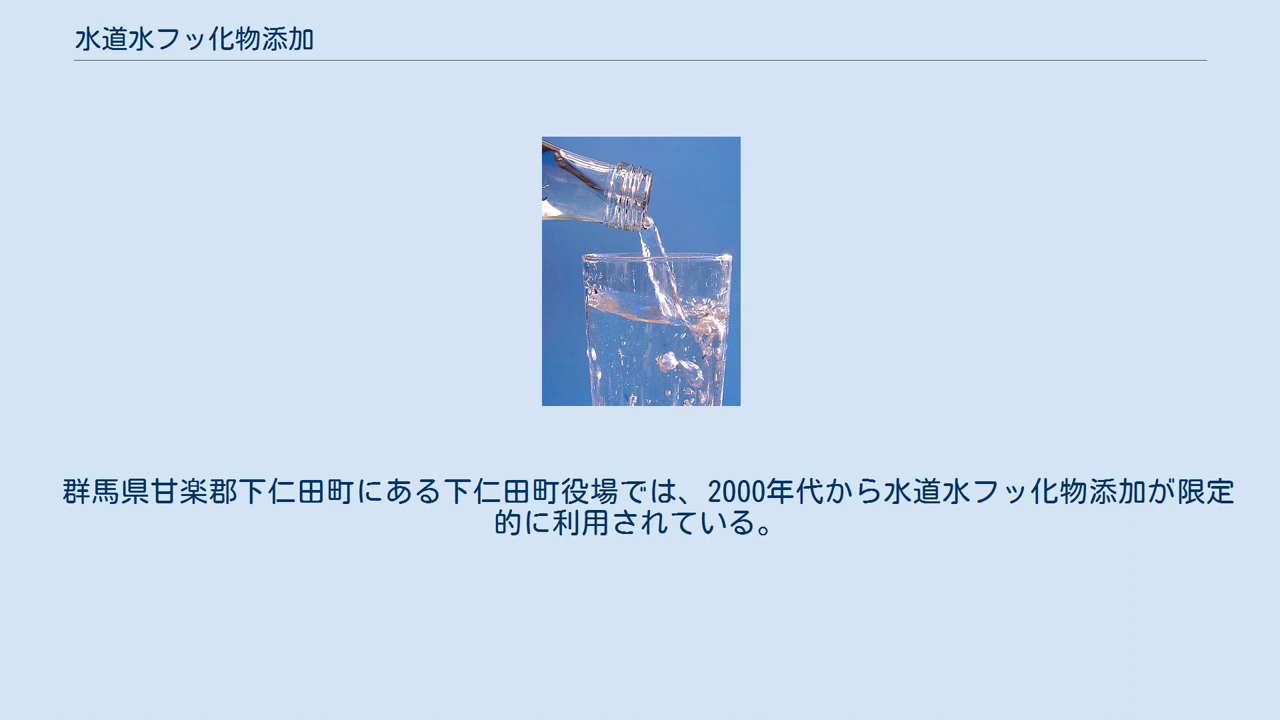 水道水フッ化物添加
群馬県甘楽郡下仁田町にある下仁田町役場では、2000年代から水道水フッ化物添加が限定
的に利用されている。